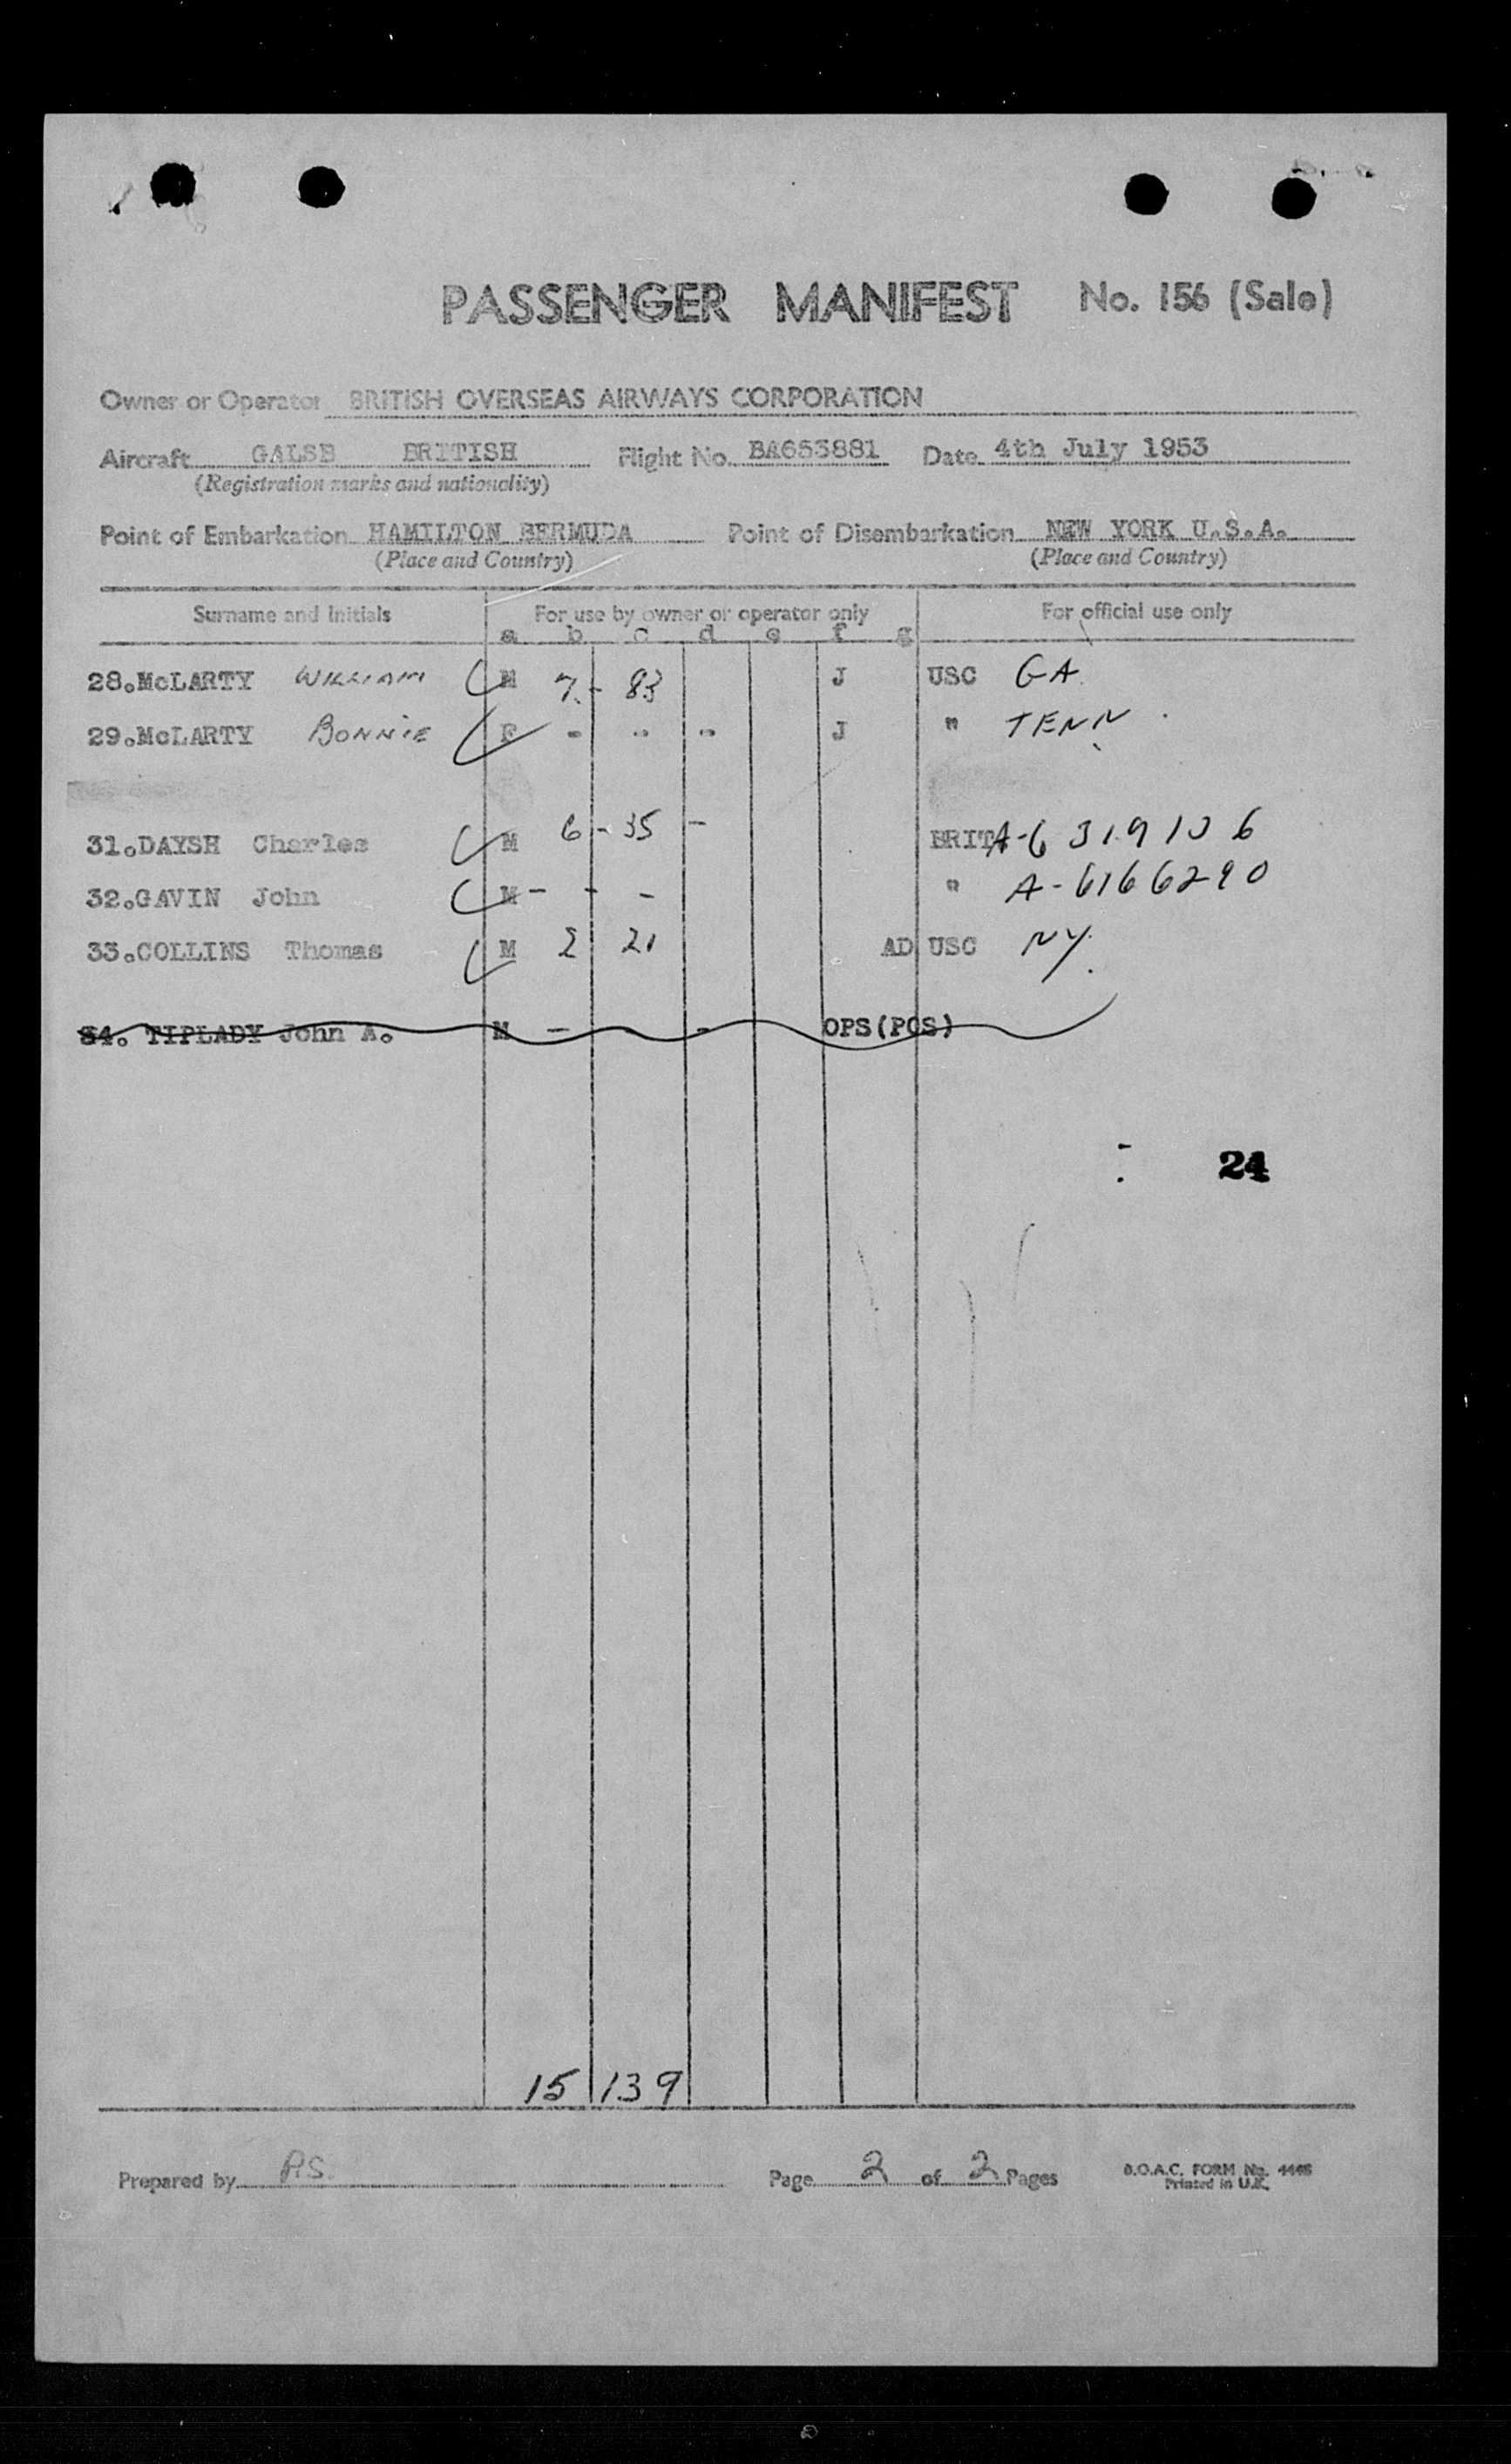 PASSENGER MANIFEST No. 156 (Sale)
Owner or Operator BRITISH OVERSEAS AIRWAYS CORPORATION
Aircraft GALSB BRITISH Flight No. BA653881 Date 4th July 1953
(Registration marks and nationality)
Point of Embarkation HAMILTON BERMUDA Point of Disembarkation NEW YORK U.S.A.
(Place and Country) (Place and Country)
Surname and Initials For use by owner or operator only For official use only
a b c d e f g
28.McLARTY WILLIAM M 7 - 83 J USC GA.
29.McLARTY BONNIE F - - - J " TENN.
31.DAYSH Charles M 6 - 35 - BRIT A-6319136
32.GAVIN John M - - - " A-6166290
33.COLLINS Thomas M 2 21 AD USC NY.
34. TIPLADY John A. M - - - OPS(PCS)
24
15 139
Prepared by P.S. Page 2 of 2 Pages B.O.A.C. FORM No. 4446
Printed in U.K.
2